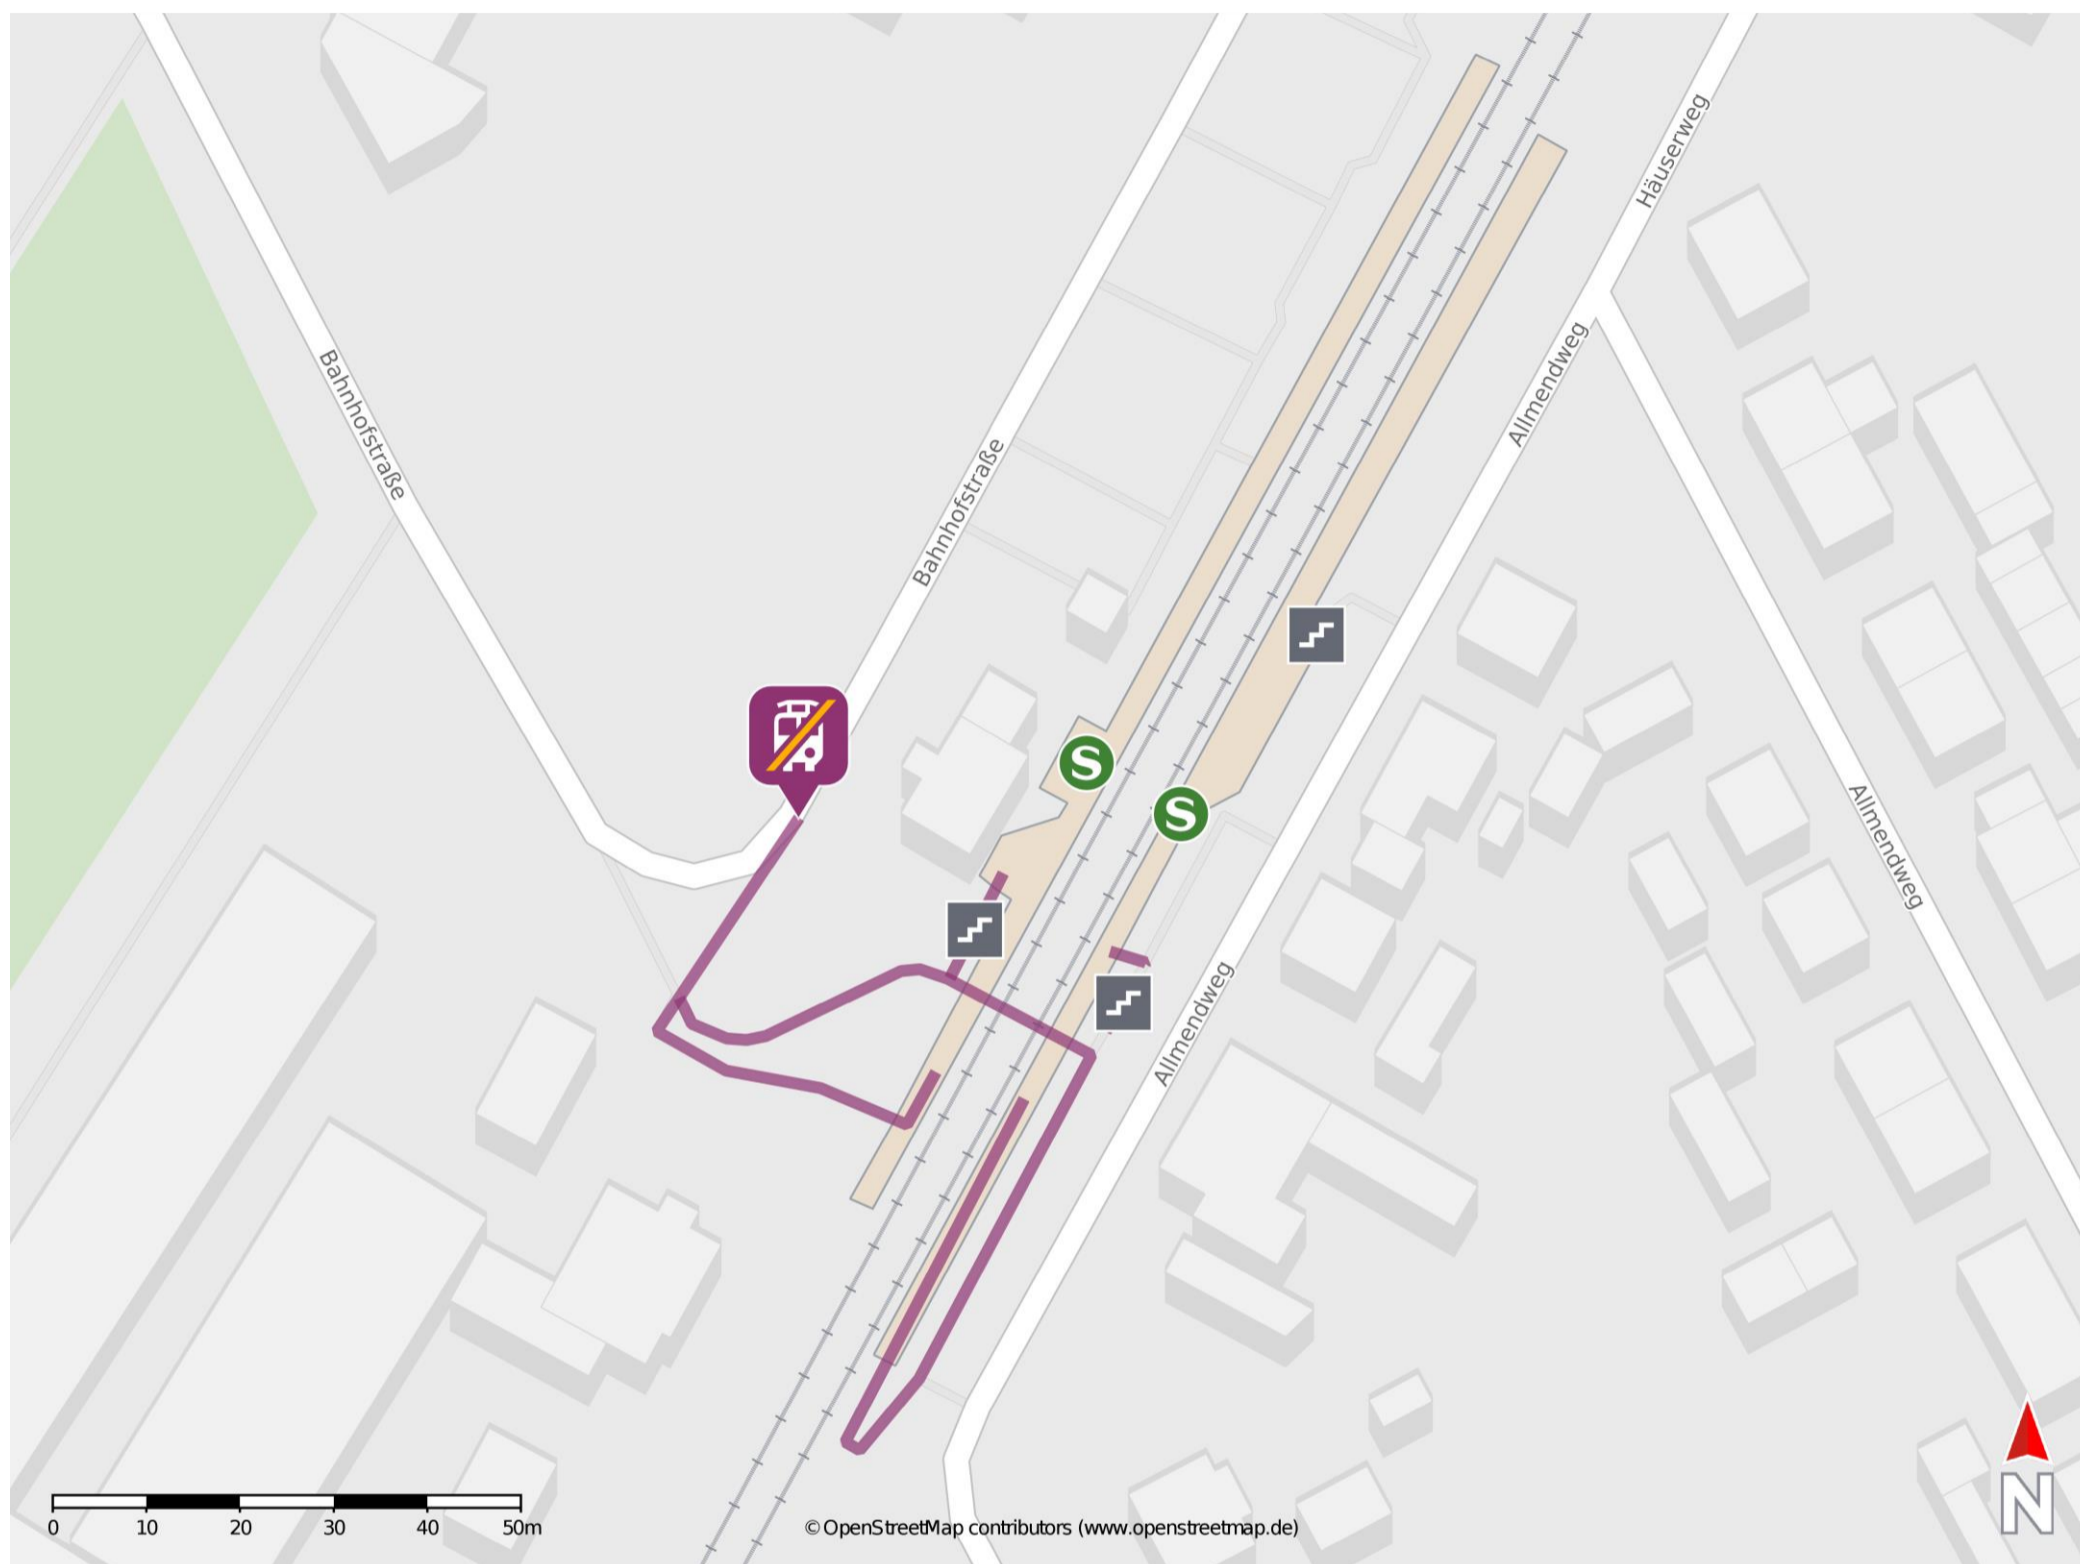 Häuserweg
Allmendweg
Bahnhofstraße
Bahnhofstraße
S
S
Allmendweg
Allmendweg
0 10 20 30 40 50m
© OpenStreetMap contributors (www.openstreetmap.de)
N